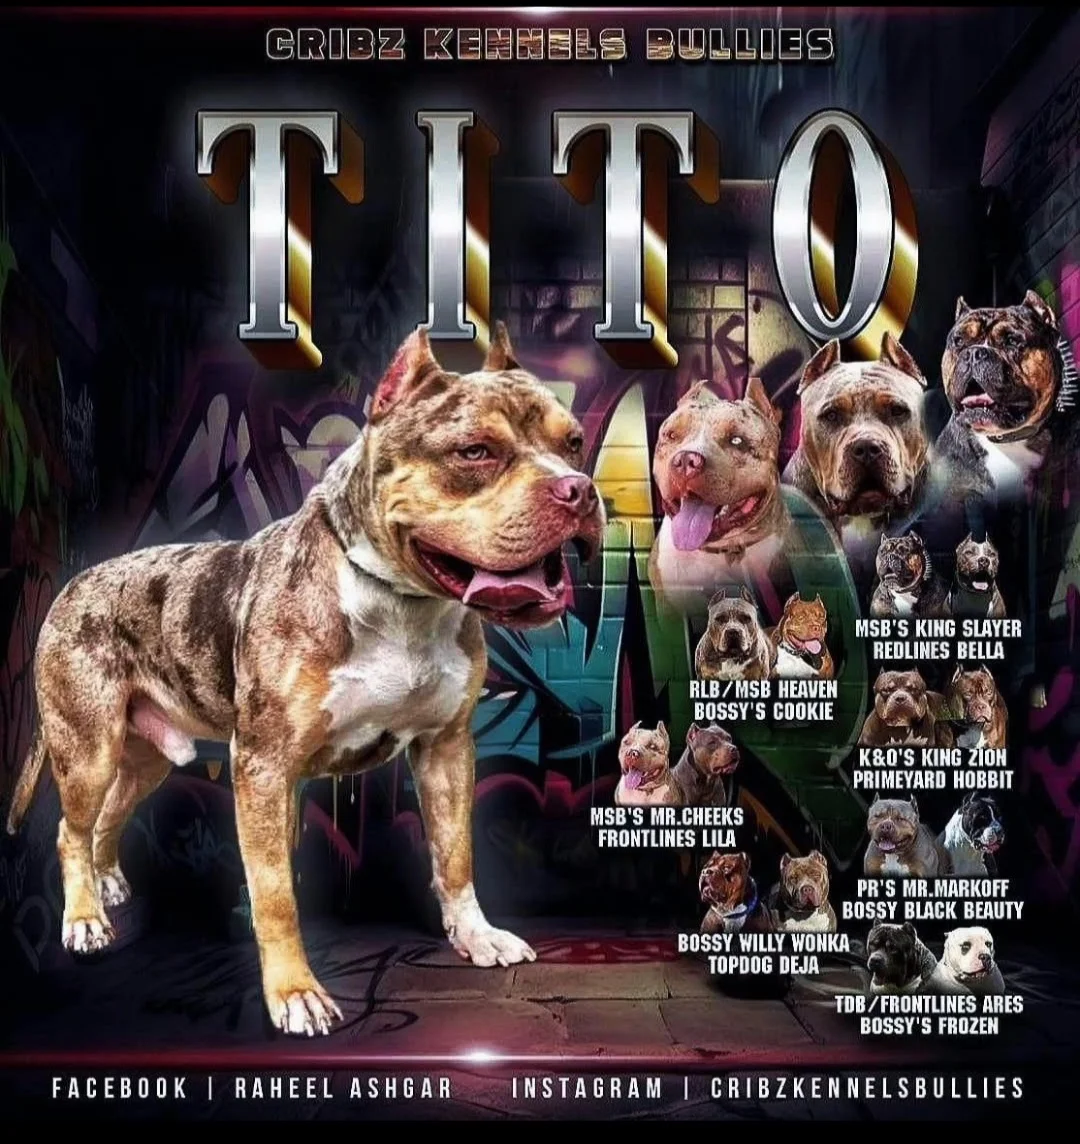 CRIBZ KENNELS BULLIES
TITO
MSB'S KING SLAYER
REDLINES BELLA
RLB/MSB HEAVEN
BOSSY'S COOKIE
K&O'S KING ZION
PRIMEYARD HOBBIT
MSB'S MR.CHEEKS
FRONTLINES LILA
PR'S MR.MARKOFF
BOSSY BLACK BEAUTY
BOSSY WILLY WONKA
TOPDOG DEJA
TDB/FRONTLINES ARES
BOSSY'S FROZEN
FACEBOOK | RAHEEL ASHGAR INSTAGRAM | CRIBZKENNELSBULLIES